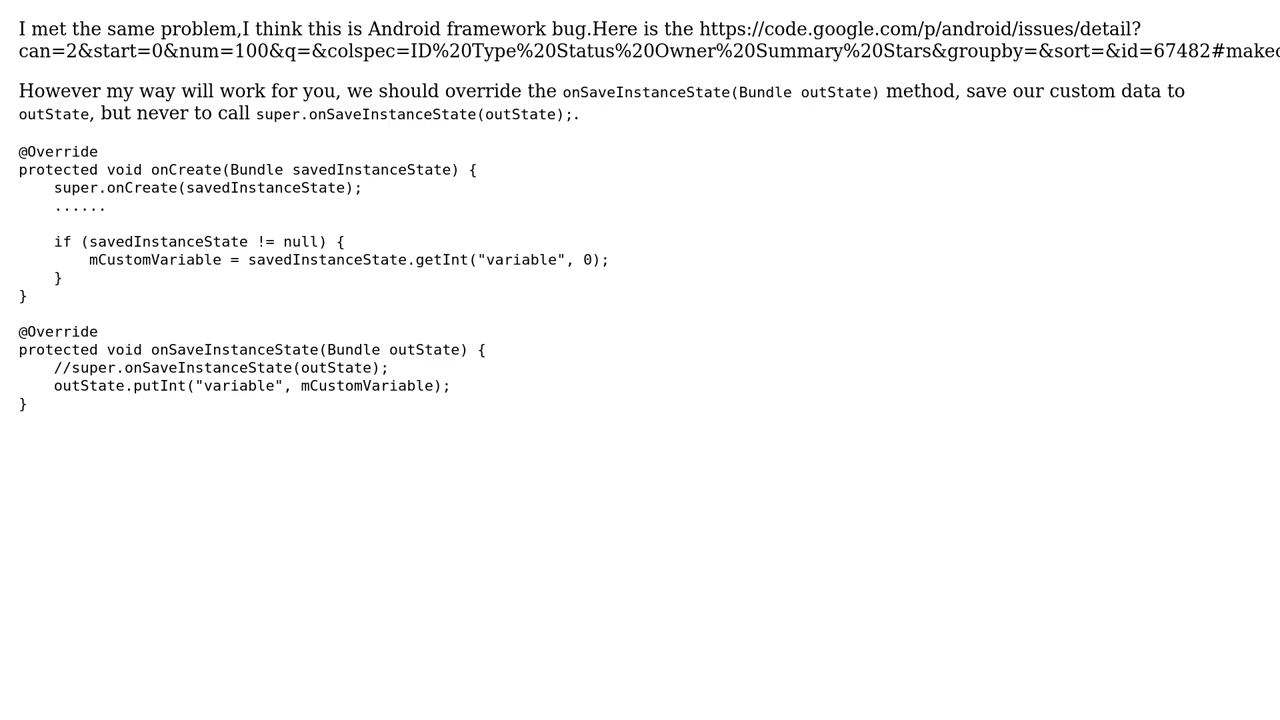 I met the same problem,I think this is Android framework bug.Here is the https://code.google.com/p/android/issues/detail?
can=2&start=0&num=100&q=&colspec=ID%20Type%20Status%20Owner%20Summary%20Stars&groupby=&sort=&id=67482#makec
However my way will work for you, we should override the onSaveInstanceState(Bundle outState) method, save our custom data to
outState, but never to call super.onSaveInstanceState(outState);.
@Override
protected void onCreate(Bundle savedInstanceState) {
    super.onCreate(savedInstanceState);
    ......
    if (savedInstanceState != null) {
        mCustomVariable = savedInstanceState.getInt("variable", 0);
    }
}
@Override
protected void onSaveInstanceState(Bundle outState) {
    //super.onSaveInstanceState(outState);
    outState.putInt("variable", mCustomVariable);
}